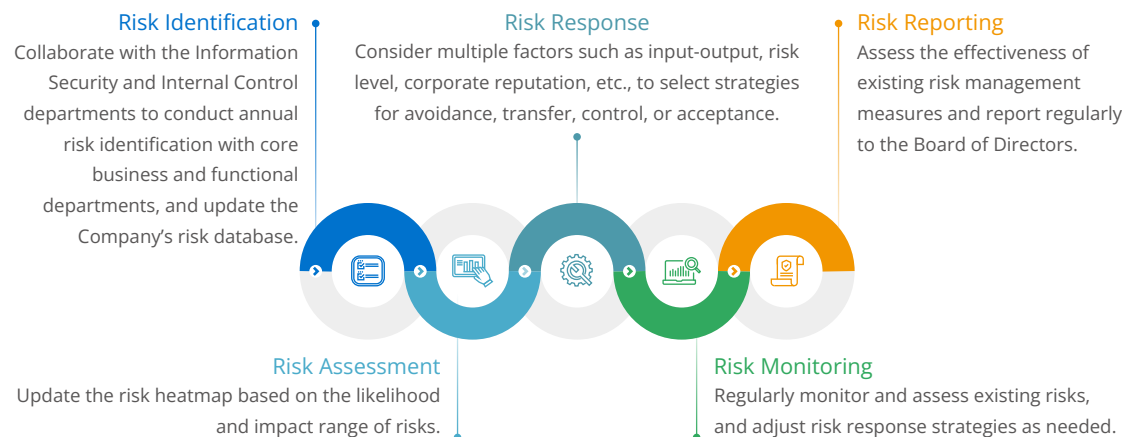 Risk Identification
Collaborate with the Information
Security and Internal Control
departments to conduct annual
risk identification with core
business and functional
departments, and update the
Company’s risk database.
Risk Assessment
Update the risk heatmap based on the likelihood
and impact range of risks.
Risk Response
Consider multiple factors such as input-output, risk
level, corporate reputation, etc., to select strategies
for avoidance, transfer, control, or acceptance.
Risk Monitoring
Regularly monitor and assess existing risks,
and adjust risk response strategies as needed.
Risk Reporting
Assess the effectiveness of
existing risk management
measures and report regularly
to the Board of Directors.